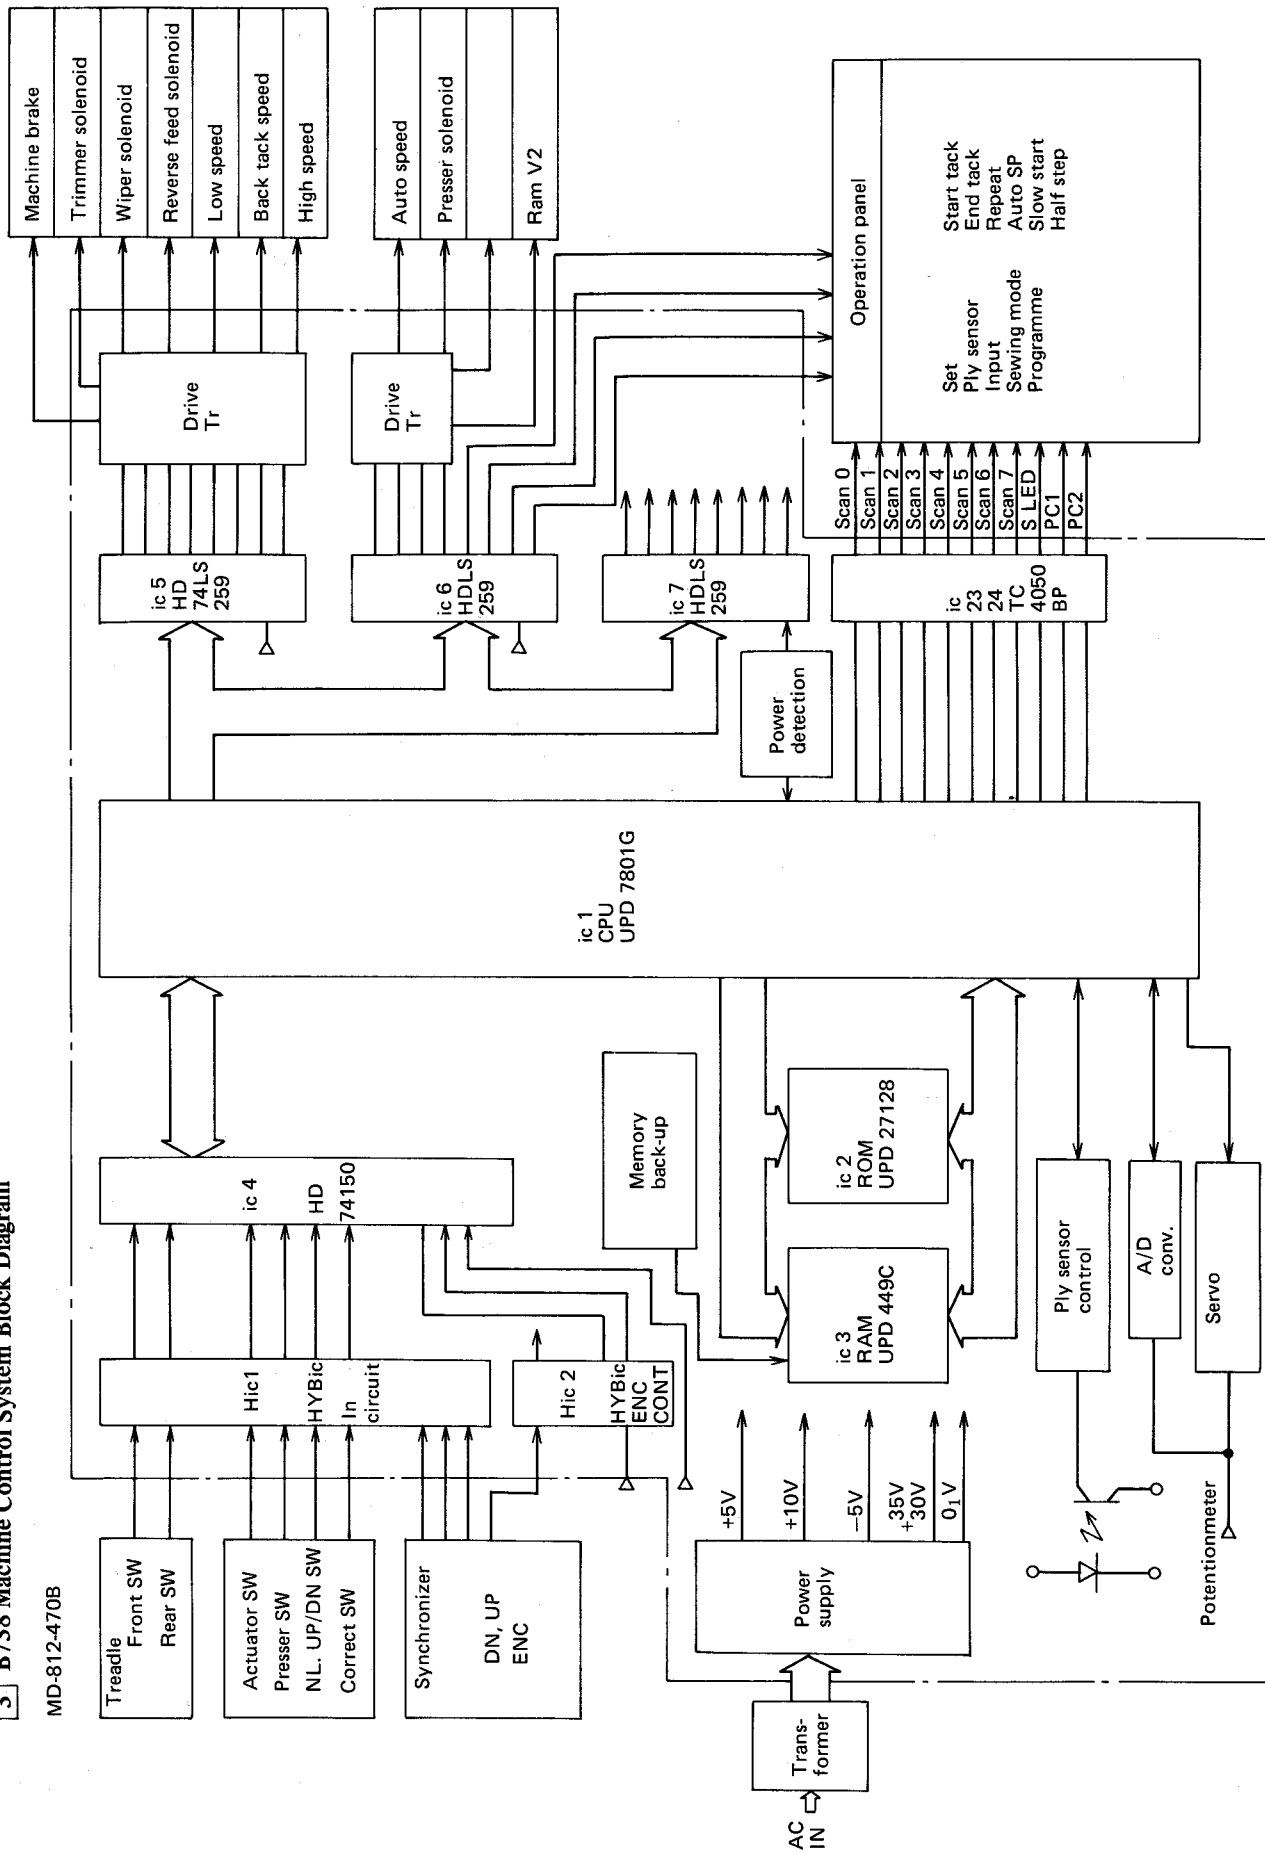 3 B738 Machine Control System Block Diagram
MD-812-470B
Treadle
Front SW
Rear SW
Actuator SW
Presser SW
NL. UP/DN SW
Correct SW
Synchronizer
DN, UP
ENC
Hic1
HYBic
In
circuit
Hic 2
HYBic
ENC
CONT
ic 4
HD
74150
Memory
back-up
AC
IN
Trans-
former
Power
supply
+5V
+10V
−5V
35V
+30V
0₁V
ic 3
RAM
UPD 449C
ic 2
ROM
UPD 27128
Potentionmeter
Ply sensor
control
A/D
conv.
Servo
ic 1
CPU
UPD 7801G
ic 5
HD
74LS
259
ic 6
HDLS
259
ic 7
HDLS
259
Power
detection
ic
23
24
TC
4050
BP
Drive
Tr
Drive
Tr
Machine brake
Trimmer solenoid
Wiper solenoid
Reverse feed solenoid
Low speed
Back tack speed
High speed
Auto speed
Presser solenoid
Ram V2
Scan 0
Scan 1
Scan 2
Scan 3
Scan 4
Scan 5
Scan 6
Scan 7
S LED
PC1
PC2
Operation panel
Set
Ply sensor
Input
Sewing mode
Programme
Start tack
End tack
Repeat
Auto SP
Slow start
Half step